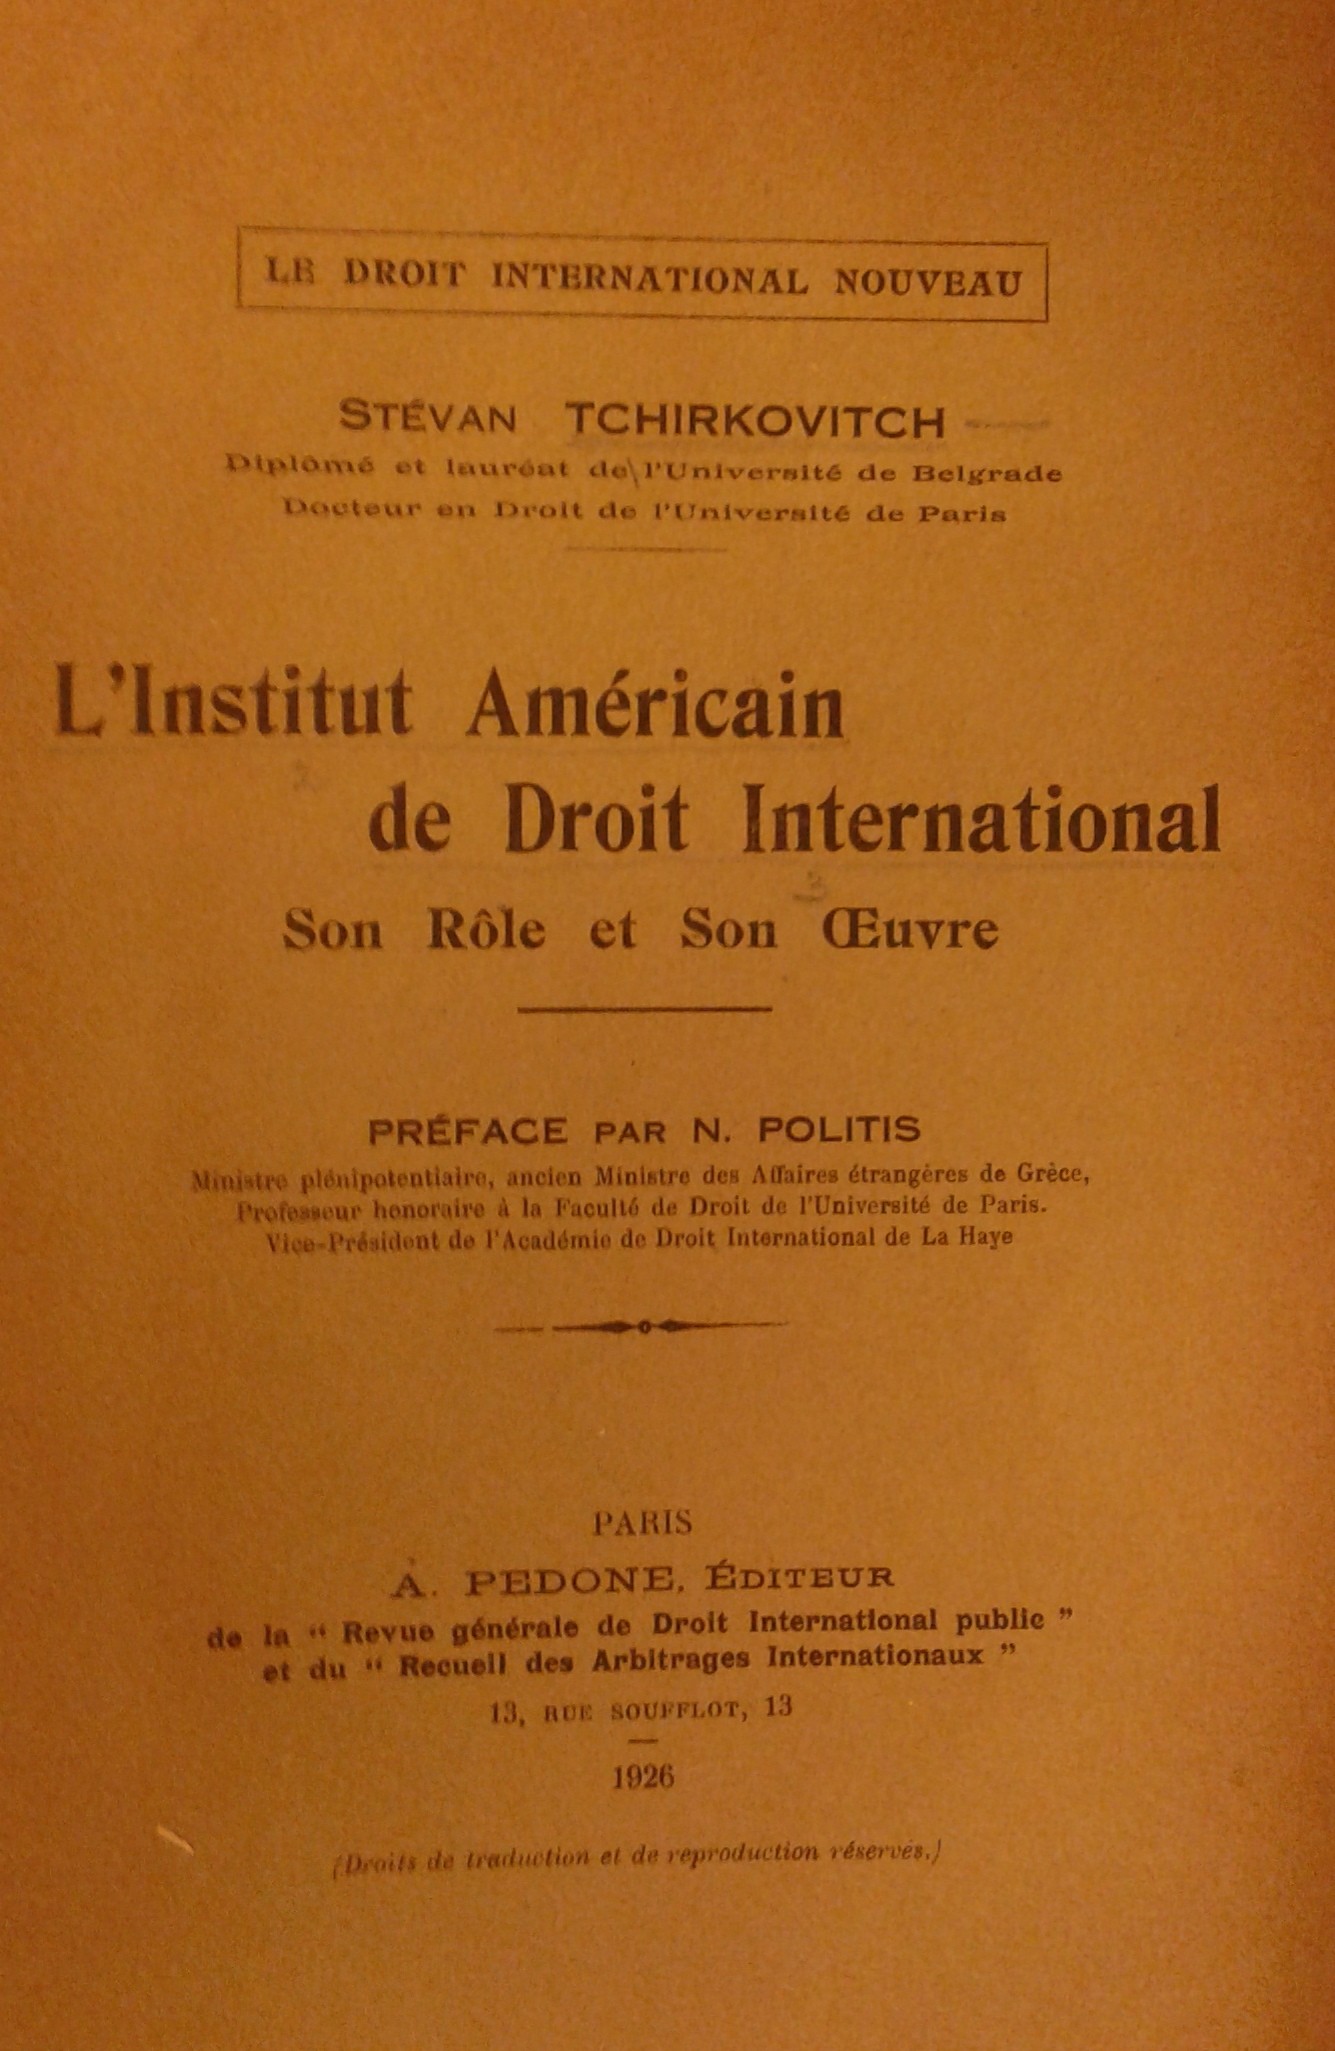 LE DROIT INTERNATIONAL NOUVEAU
STÉVAN TCHIRKOVITCH
Diplômé et lauréat de l'Université de Belgrade
Docteur en Droit de l'Université de Paris
L'Institut Américain
de Droit International
Son Rôle et Son Œuvre
PRÉFACE PAR N. POLITIS
Ministre plénipotentiaire, ancien Ministre des Affaires étrangères de Grèce,
Professeur honoraire à la Faculté de Droit de l'Université de Paris.
Vice-Président de l'Académie de Droit International de La Haye
PARIS
A. PEDONE, ÉDITEUR
de la “ Revue générale de Droit International public ”
et du “ Recueil des Arbitrages Internationaux ”
13, RUE SOUFFLOT, 13
1926
(Droits de traduction et de reproduction réservés.)